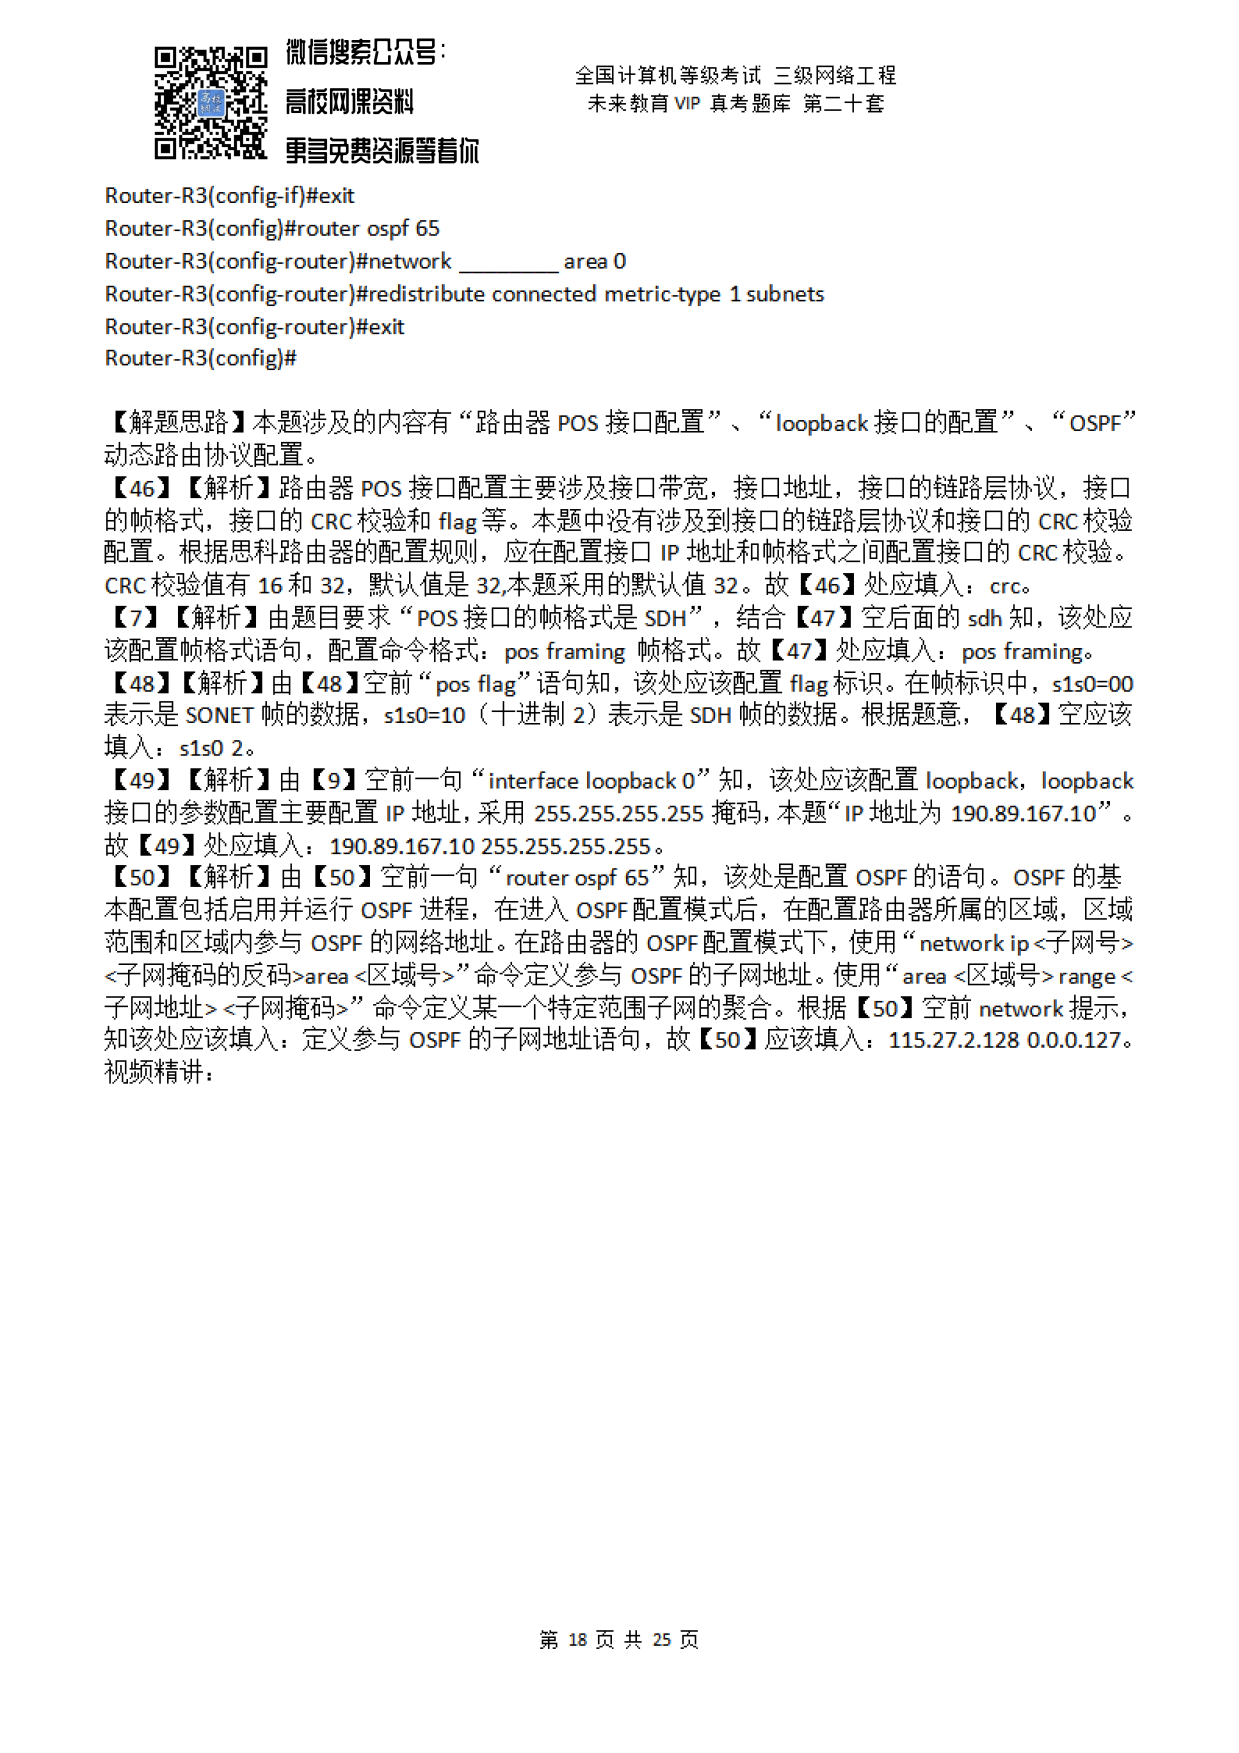 微信搜索公众号：
高校网课资料
更多免费资源等着你
全国计算机等级考试 三级网络工程
未来教育 VIP 真考题库 第二十套
Router-R3(config-if)#exit
Router-R3(config)#router ospf 65
Router-R3(config-router)#network ________ area 0
Router-R3(config-router)#redistribute connected metric-type 1 subnets
Router-R3(config-router)#exit
Router-R3(config)#
【解题思路】本题涉及的内容有“路由器 POS 接口配置”、“loopback 接口的配置”、“OSPF”
动态路由协议配置。
【46】【解析】路由器 POS 接口配置主要涉及接口带宽，接口地址，接口的链路层协议，接口
的帧格式，接口的 CRC 校验和 flag 等。本题中没有涉及到接口的链路层协议和接口的 CRC 校验
配置。根据思科路由器的配置规则，应在配置接口 IP 地址和帧格式之间配置接口的 CRC 校验。
CRC 校验值有 16 和 32，默认值是 32,本题采用的默认值 32。故【46】处应填入：crc。
【7】【解析】由题目要求“POS 接口的帧格式是 SDH”，结合【47】空后面的 sdh 知，该处应
该配置帧格式语句，配置命令格式：pos framing 帧格式。故【47】处应填入：pos framing。
【48】【解析】由【48】空前“pos flag”语句知，该处应该配置 flag 标识。在帧标识中，s1s0=00
表示是 SONET 帧的数据，s1s0=10（十进制 2）表示是 SDH 帧的数据。根据题意，【48】空应该
填入：s1s0 2。
【49】【解析】由【9】空前一句“interface loopback 0”知，该处应该配置 loopback，loopback
接口的参数配置主要配置 IP 地址，采用 255.255.255.255 掩码，本题“IP 地址为 190.89.167.10”。
故【49】处应填入：190.89.167.10 255.255.255.255。
【50】【解析】由【50】空前一句“router ospf 65”知，该处是配置 OSPF 的语句。OSPF 的基
本配置包括启用并运行 OSPF 进程，在进入 OSPF 配置模式后，在配置路由器所属的区域，区域
范围和区域内参与 OSPF 的网络地址。在路由器的 OSPF 配置模式下，使用“network ip <子网号>
<子网掩码的反码>area <区域号>”命令定义参与 OSPF 的子网地址。使用“area <区域号> range <
子网地址> <子网掩码>”命令定义某一个特定范围子网的聚合。根据【50】空前 network 提示，
知该处应该填入：定义参与 OSPF 的子网地址语句，故【50】应该填入：115.27.2.128 0.0.0.127。
视频精讲：
第 18 页 共 25 页